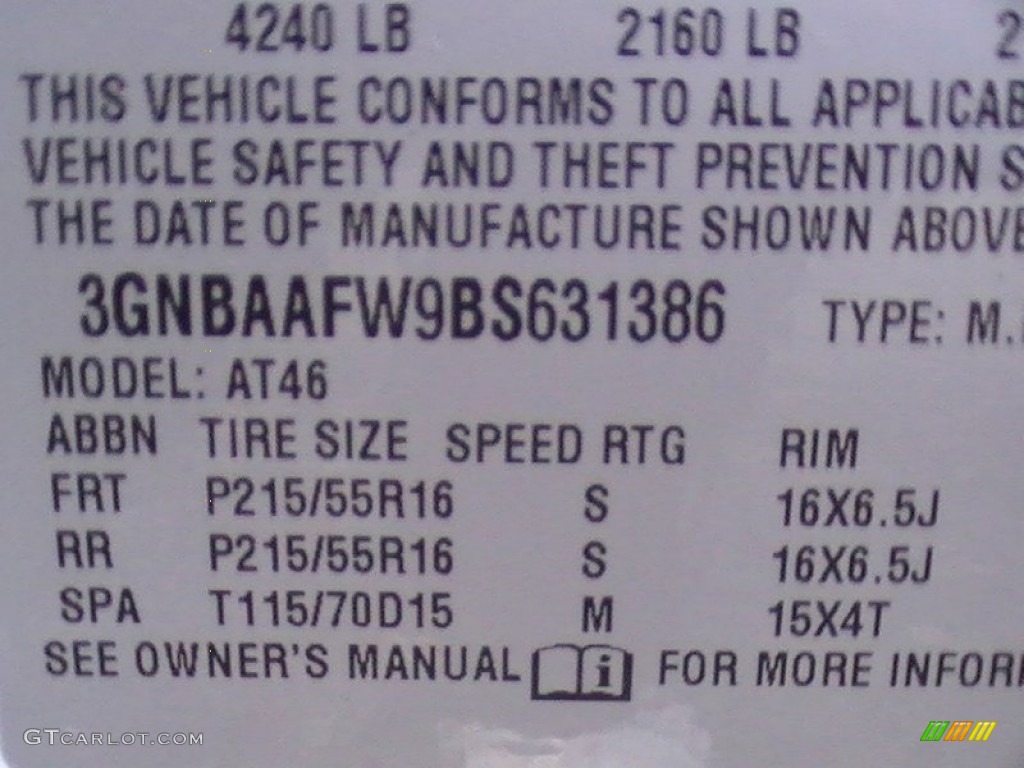 4240 LB 2160 LB 2
THIS VEHICLE CONFORMS TO ALL APPLICAB
VEHICLE SAFETY AND THEFT PREVENTION S
THE DATE OF MANUFACTURE SHOWN ABOVE
3GNBAAFW9BS631386 TYPE: M.
MODEL: AT46
ABBN TIRE SIZE SPEED RTG RIM
FRT P215/55R16 S 16X6.5J
RR P215/55R16 S 16X6.5J
SPA T115/70D15 M 15X4T
SEE OWNER'S MANUAL i FOR MORE INFOR
GTCARLOT.COM